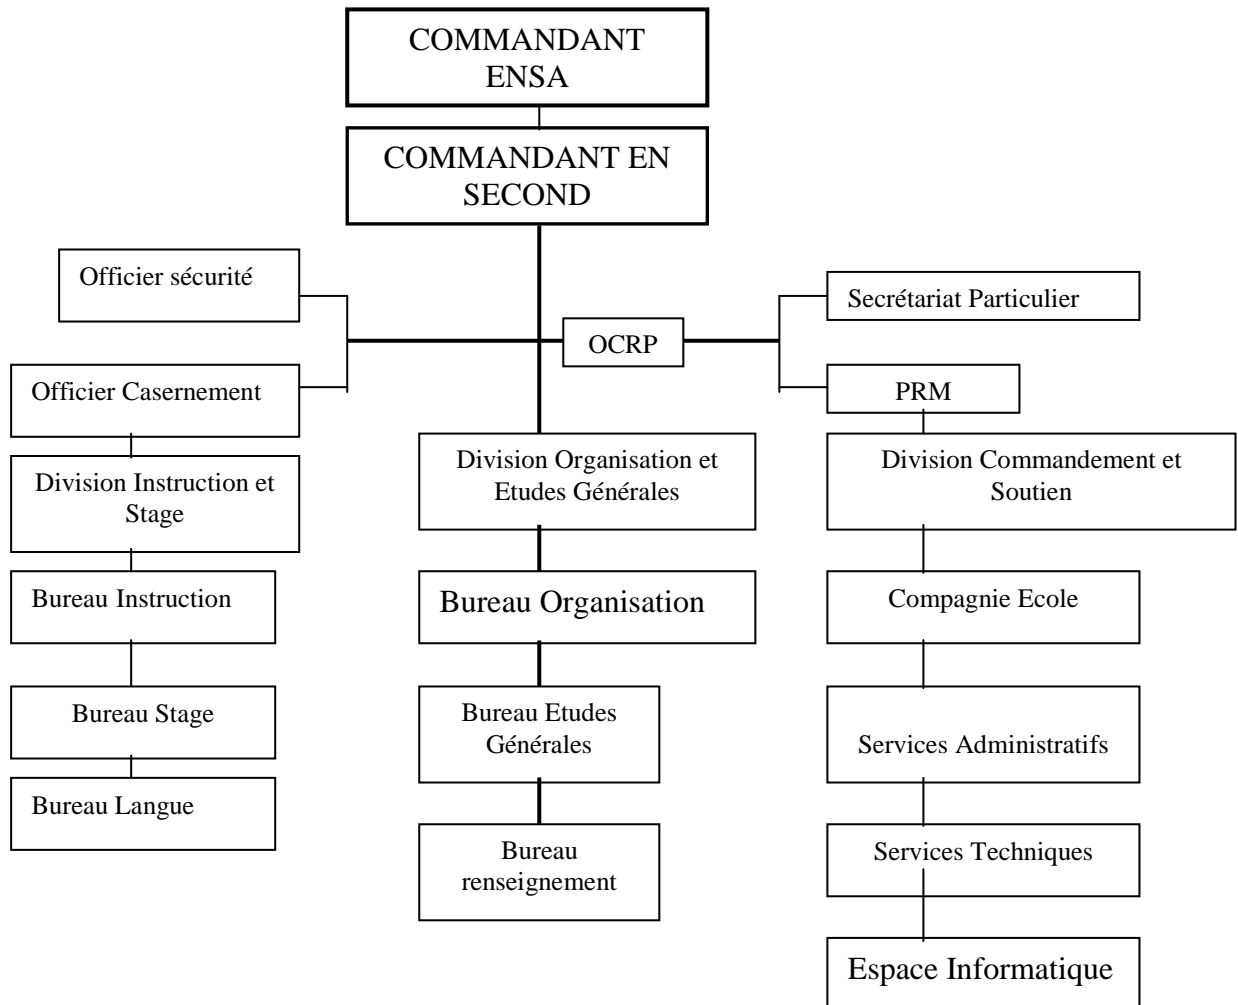 COMMANDANT
ENSA
COMMANDANT EN
SECOND
Officier sécurité
Secrétariat Particulier
OCRP
Officier Casernement
PRM
Division Instruction et
Stage
Division Organisation et
Etudes Générales
Division Commandement et
Soutien
Bureau Instruction
Bureau Organisation
Compagnie Ecole
Bureau Stage
Bureau Etudes
Générales
Services Administratifs
Bureau Langue
Bureau
renseignement
Services Techniques
Espace Informatique